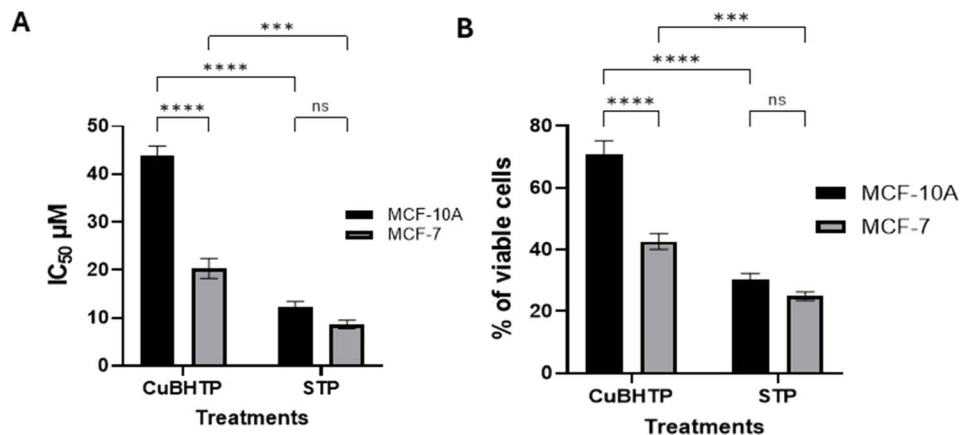 A
***
****
****
ns
50
40
30
20
10
0
IC50 µM
MCF-10A
MCF-7
CuBHTP
STP
Treatments
B
***
****
****
ns
80
60
40
20
0
% of viable cells
MCF-10A
MCF-7
CuBHTP
STP
Treatments